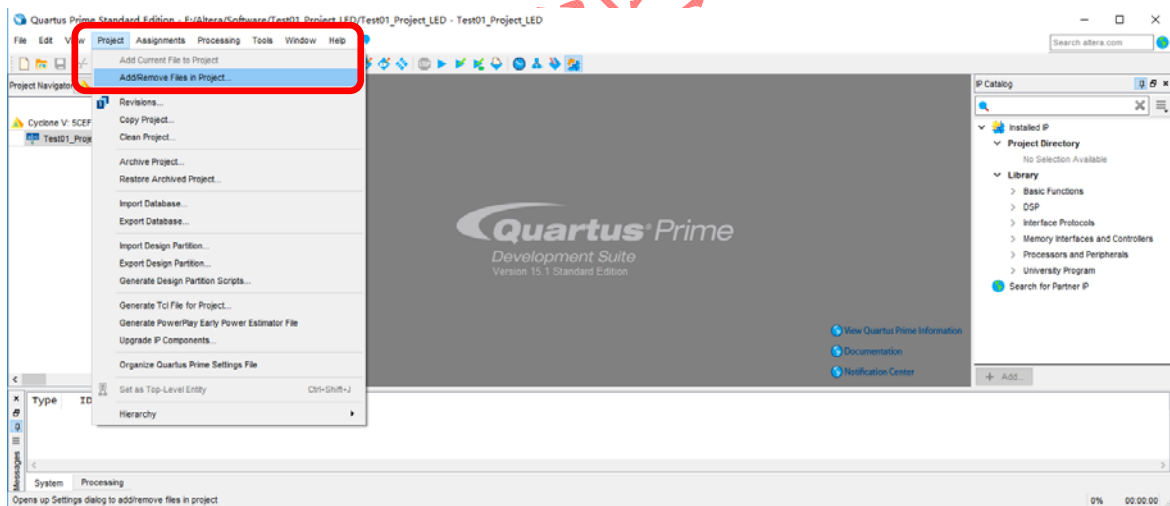 Quartus Prime Standard Edition - E:/Altera/Software/Test01_Project_LED/Test01_Project_LED - Test01_Project_LED
File Edit View Project Assignments Processing Tools Window Help
Search altera.com
Add Current File to Project
Add/Remove Files in Project...
Project Navigator
IP Catalog
Revisions...
Copy Project...
Cyclone V: 5CEF
Installed IP
Test01_Proje
Clean Project...
Project Directory
No Selection Available
Archive Project...
Library
Restore Archived Project...
Basic Functions
Import Database...
DSP
Export Database...
Interface Protocols
Quartus Prime
Memory Interfaces and Controllers
Import Design Partition...
Development Suite
Processors and Peripherals
Export Design Partition...
Version 15.1 Standard Edition
University Program
Generate Design Partition Scripts...
Search for Partner IP
Generate Tcl File for Project...
Generate PowerPlay Early Power Estimator File
View Quartus Prime Information
Upgrade IP Components...
Documentation
Organize Quartus Prime Settings File
Notification Center
+ Add...
Set as Top-Level Entity Ctrl+Shift+J
Type ID
Hierarchy
Messages
System Processing
Opens up Settings dialog to add/remove files in project
0% 00:00:00